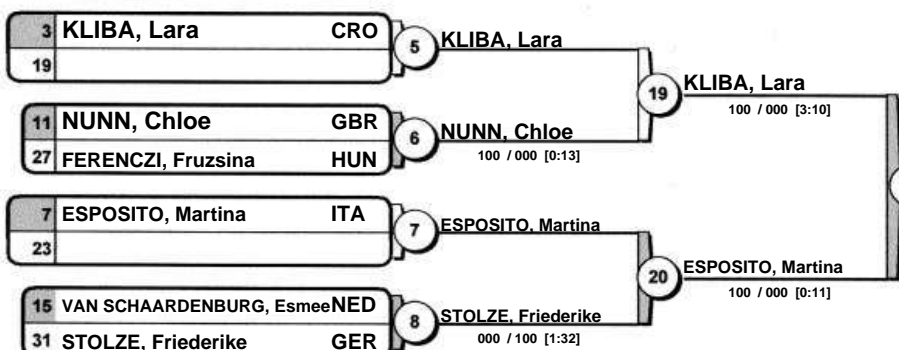 3 KLIBA, Lara CRO
19
5 KLIBA, Lara
11 NUNN, Chloe GBR
27 FERENCZI, Fruzsina HUN
6 NUNN, Chloe
100 / 000 [0:13]
19 KLIBA, Lara
100 / 000 [3:10]
7 ESPOSITO, Martina ITA
23
7 ESPOSITO, Martina
15 VAN SCHAARDENBURG, Esmee NED
31 STOLZE, Friederike GER
8 STOLZE, Friederike
000 / 100 [1:32]
20 ESPOSITO, Martina
100 / 000 [0:11]